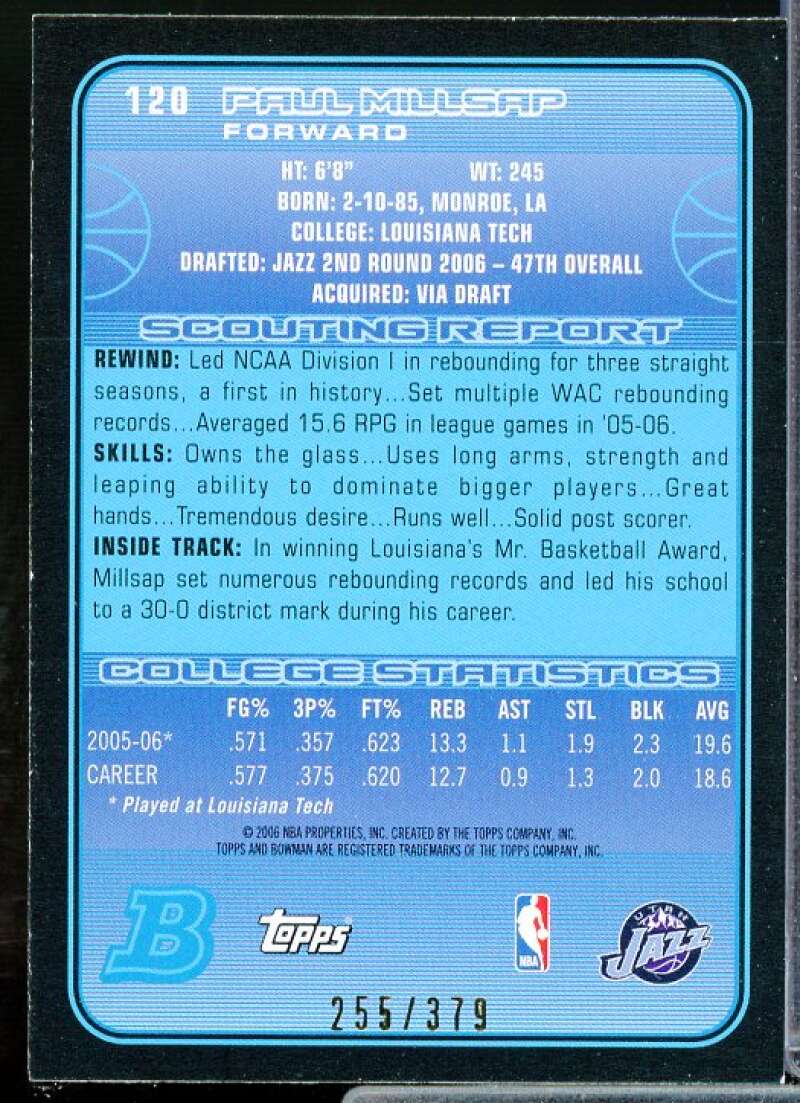 120 PAUL MILLSAP
FORWARD
HT: 6'8" WT: 245
BORN: 2-10-85, MONROE, LA
COLLEGE: LOUISIANA TECH
DRAFTED: JAZZ 2ND ROUND 2006 – 47TH OVERALL
ACQUIRED: VIA DRAFT
SCOUTING REPORT
REWIND: Led NCAA Division I in rebounding for three straight
seasons, a first in history...Set multiple WAC rebounding
records...Averaged 15.6 RPG in league games in '05-06.
SKILLS: Owns the glass...Uses long arms, strength and
leaping ability to dominate bigger players...Great
hands...Tremendous desire...Runs well...Solid post scorer.
INSIDE TRACK: In winning Louisiana's Mr. Basketball Award,
Millsap set numerous rebounding records and led his school
to a 30-0 district mark during his career.
COLLEGE STATISTICS
FG% 3P% FT% REB AST STL BLK AVG
2005-06* .571 .357 .623 13.3 1.1 1.9 2.3 19.6
CAREER .577 .375 .620 12.7 0.9 1.3 2.0 18.6
* Played at Louisiana Tech
© 2006 NBA PROPERTIES, INC. CREATED BY THE TOPPS COMPANY, INC.
TOPPS AND BOWMAN ARE REGISTERED TRADEMARKS OF THE TOPPS COMPANY, INC.
B Topps NBA UTAH JAZZ
255/379